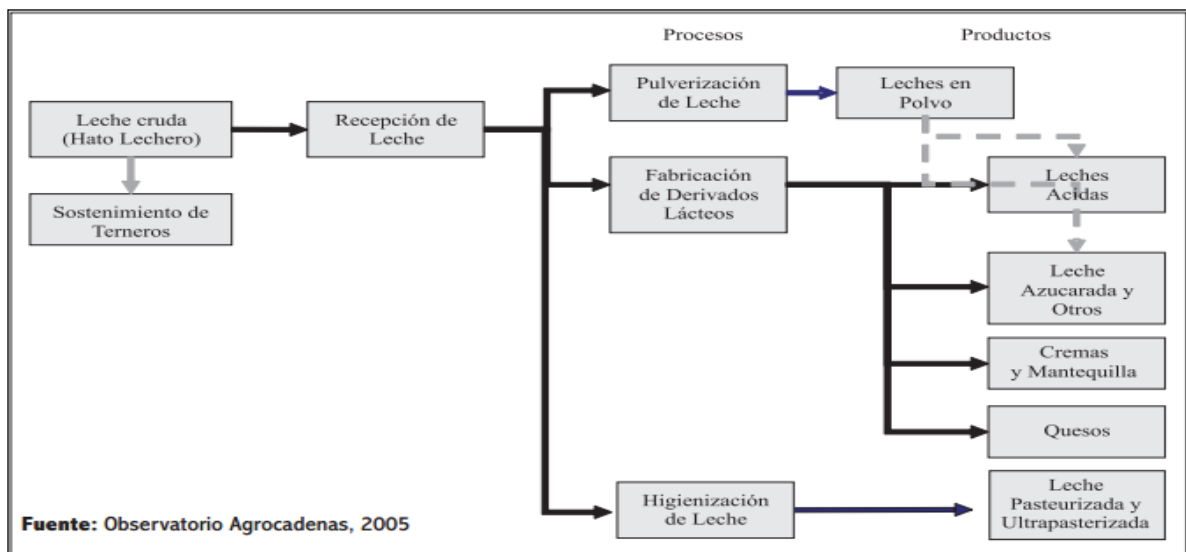 Procesos
Productos
Pulverización
de Leche
Leches en
Polvo
Leche cruda
(Hato Lechero)
Recepción de
Leche
Fabricación
de Derivados
Lácteos
Leches
Acidas
Sostenimiento de
Terneros
Leche
Azucarada y
Otros
Cremas
y Mantequilla
Quesos
Higienización
de Leche
Leche
Pasteurizada y
Ultrapasterizada
Fuente: Observatorio Agrocadenas, 2005